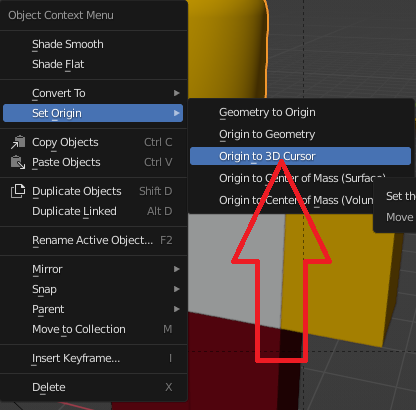 Object Context Menu
Shade Smooth
Shade Flat
Convert To
Set Origin
Geometry to Origin
Origin to Geometry
Origin to 3D Cursor
Origin to Center of Mass (Surface)
Origin to Center of Mass (Volum
Set the
Move
Copy Objects Ctrl C
Paste Objects Ctrl V
Duplicate Objects Shift D
Duplicate Linked Alt D
Rename Active Object... F2
Mirror
Snap
Parent
Move to Collection M
Insert Keyframe... I
Delete X